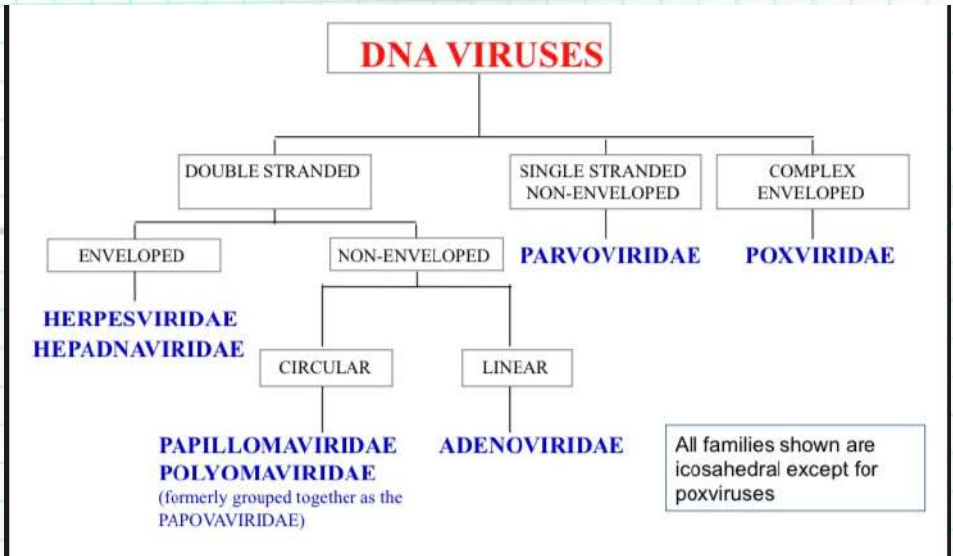 DNA VIRUSES
DOUBLE STRANDED
SINGLE STRANDED
NON-ENVELOPED
COMPLEX
ENVELOPED
ENVELOPED
NON-ENVELOPED
PARVOVIRIDAE
POXVIRIDAE
HERPESVIRIDAE
HEPADNAVIRIDAE
CIRCULAR
LINEAR
PAPILLOMAVIRIDAE
POLYOMAVIRIDAE
(formerly grouped together as the
PAPOVAVIRIDAE)
ADENOVIRIDAE
All families shown are
icosahedral except for
poxviruses